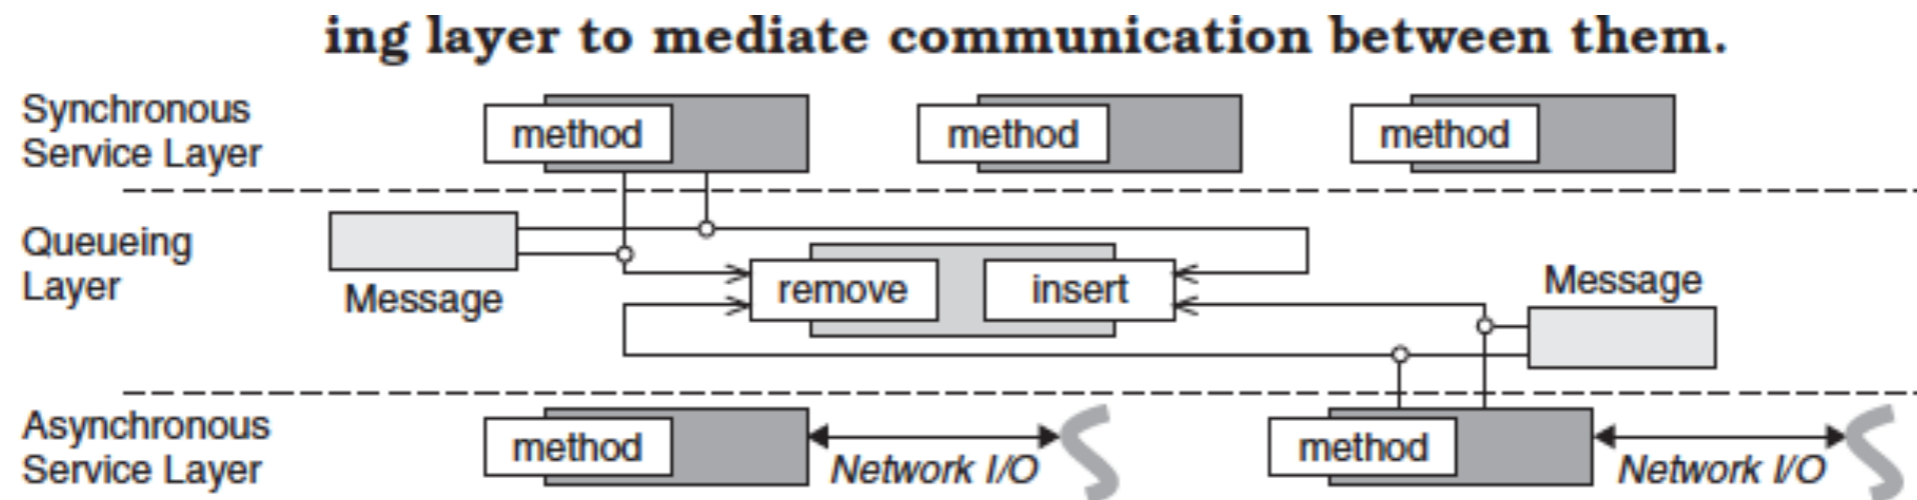 ing layer to mediate communication between them.
Synchronous
Service Layer
method
method
method
Queueing
Layer
Message
remove
insert
Message
Asynchronous
Service Layer
method
Network I/O
method
Network I/O